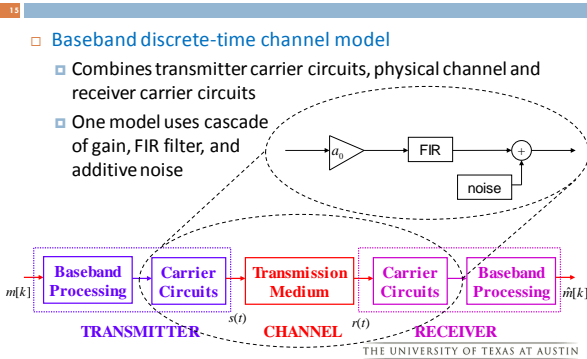 15
Baseband discrete-time channel model
Combines transmitter carrier circuits, physical channel and
receiver carrier circuits
One model uses cascade
of gain, FIR filter, and
additive noise
a₀
FIR
+
noise
Baseband
Processing
Carrier
Circuits
Transmission
Medium
Carrier
Circuits
Baseband
Processing
m[k]
s(t)
r(t)
m̂[k]
TRANSMITTER
CHANNEL
RECEIVER
THE UNIVERSITY OF TEXAS AT AUSTIN